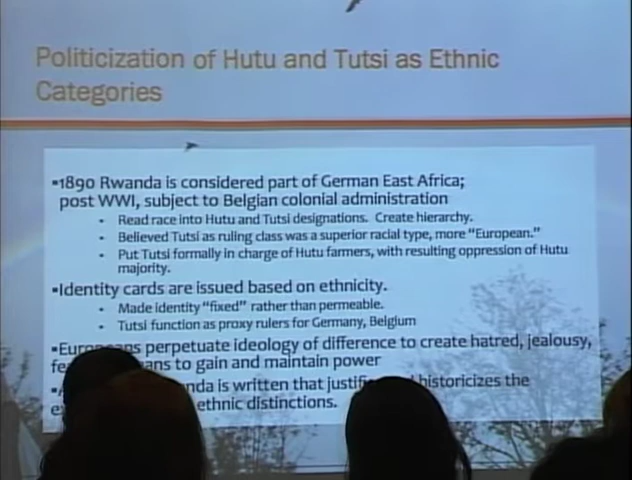 Politicization of Hutu and Tutsi as Ethnic
Categories
▪1890 Rwanda is considered part of German East Africa;
post WWI, subject to Belgian colonial administration
• Read race into Hutu and Tutsi designations. Create hierarchy.
• Believed Tutsi as ruling class was a superior racial type, more “European.”
• Put Tutsi formally in charge of Hutu farmers, with resulting oppression of Hutu
majority.
▪Identity cards are issued based on ethnicity.
• Made identity “fixed” rather than permeable.
• Tutsi function as proxy rulers for Germany, Belgium
▪Europeans perpetuate ideology of difference to create hatred, jealousy,
to gain and maintain power
is written that historicizes the
ethnic distinctions.